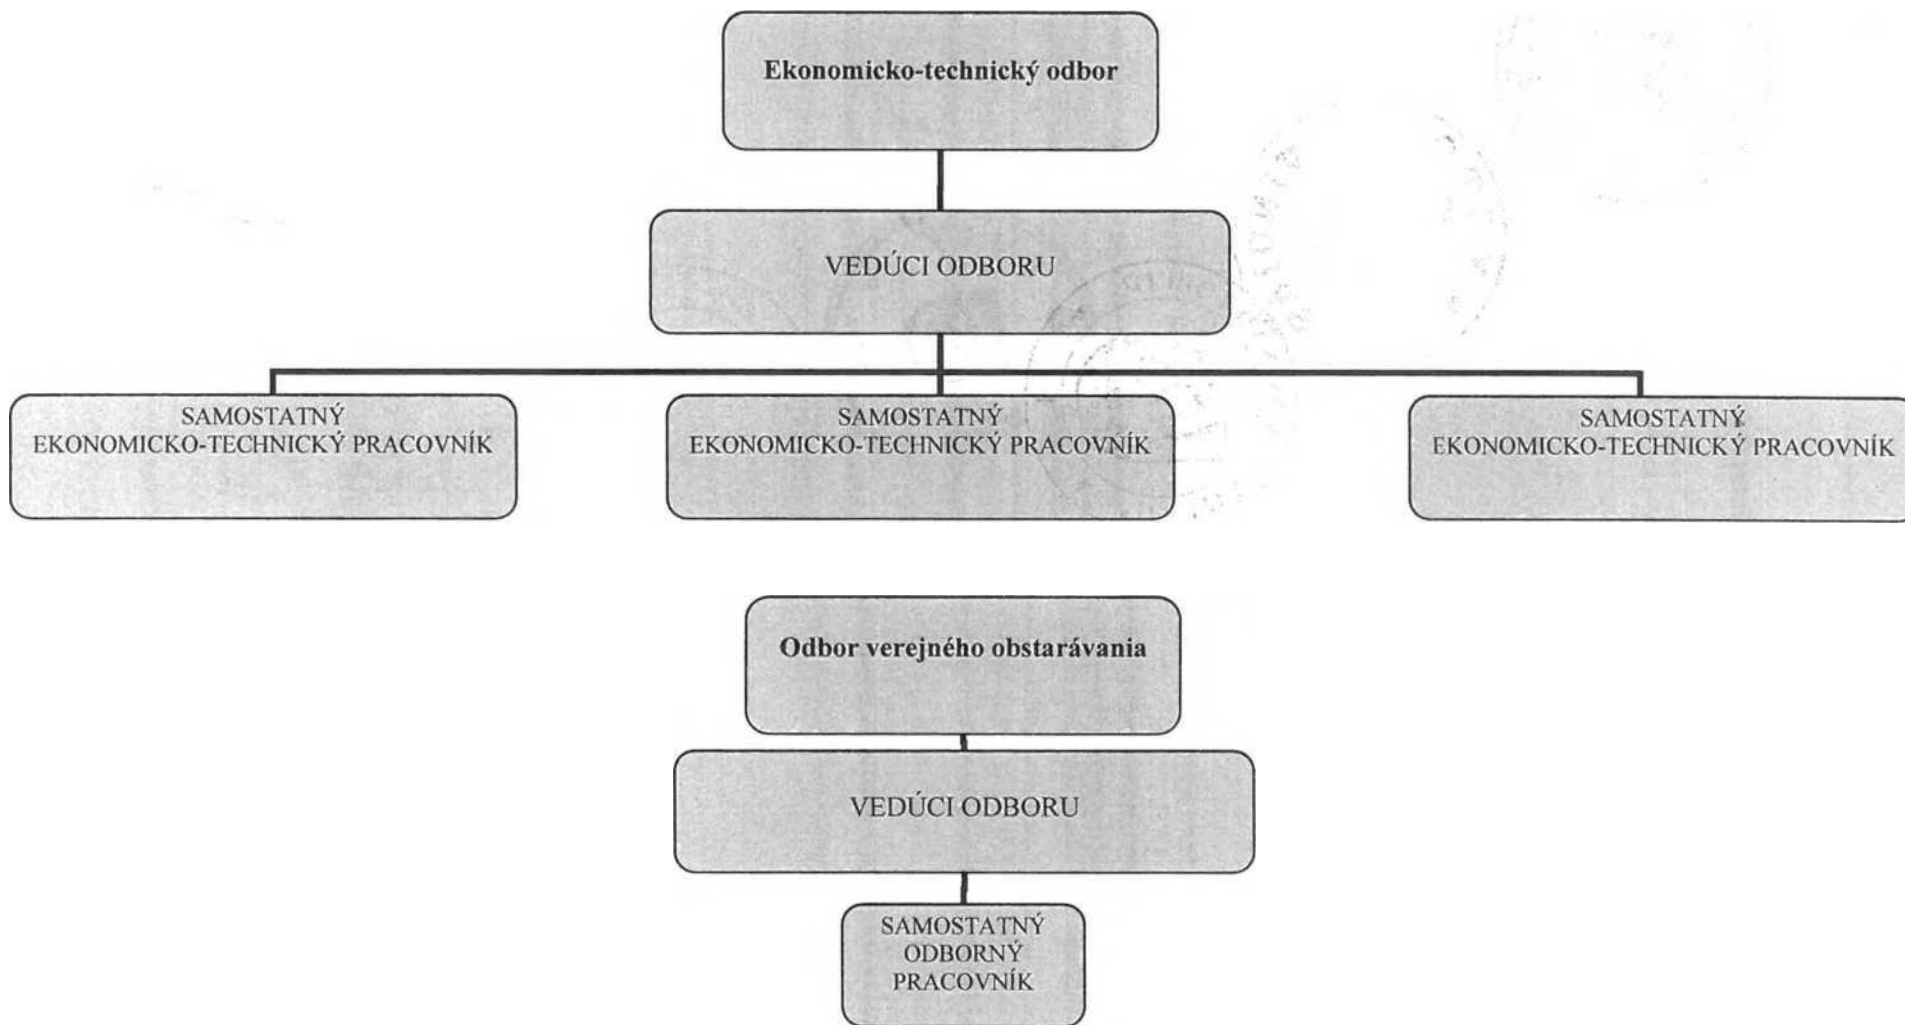 Ekonomicko-technický odbor
VEDÚCI ODBORU
SAMOSTATNÝ
EKONOMICKO-TECHNICKÝ PRACOVNÍK
SAMOSTATNÝ
EKONOMICKO-TECHNICKÝ PRACOVNÍK
SAMOSTATNÝ
EKONOMICKO-TECHNICKÝ PRACOVNÍK
Odbor verejného obstarávania
VEDÚCI ODBORU
SAMOSTATNÝ
ODBORNÝ
PRACOVNÍK